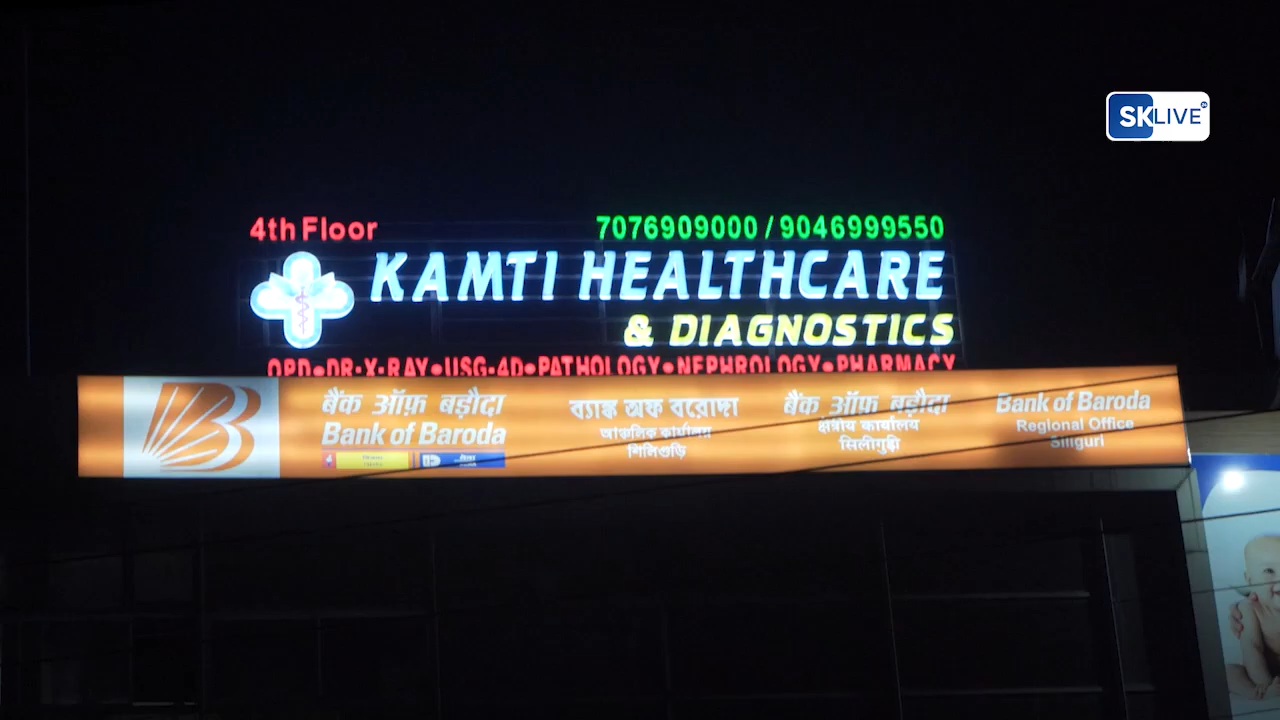 SKLIVE
4th Floor
7076909000 / 9046999550
KAMTI HEALTHCARE
& DIAGNOSTICS
OPD•DR-X-RAY•USG-4D•PATHOLOGY•NEPHROLOGY•PHARMACY
बैंक ऑफ़ बड़ौदा
Bank of Baroda
ব্যাঙ্ক অফ বরোদা
আঞ্চলিক কার্যালয়
শিলিগুড়ি
बैंक ऑफ़ बड़ौदा
क्षेत्रीय कार्यालय
सिलीगुढ़ी
Bank of Baroda
Regional Office
Siliguri